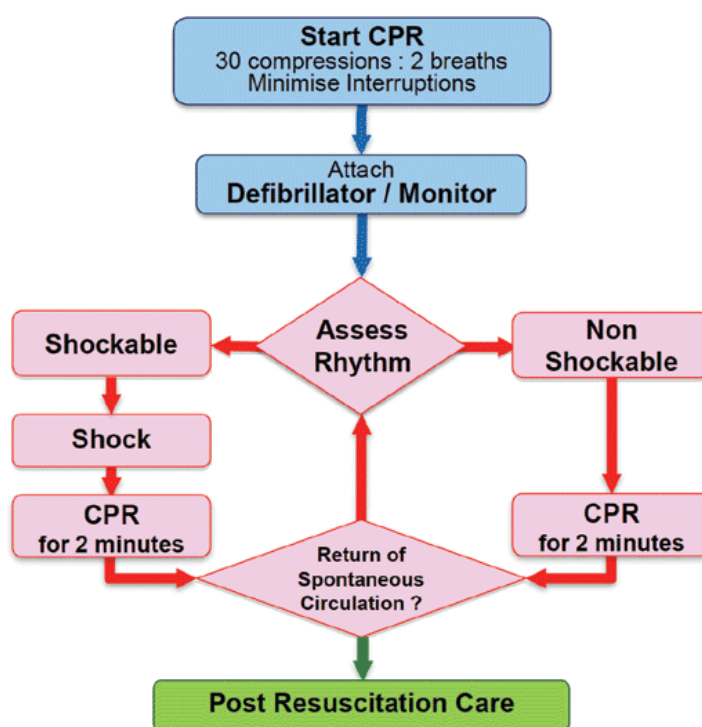 Start CPR
30 compressions : 2 breaths
Minimise Interruptions
Attach
Defibrillator / Monitor
Assess
Rhythm
Shockable
Non
Shockable
Shock
CPR
for 2 minutes
CPR
for 2 minutes
Return of
Spontaneous
Circulation ?
Post Resuscitation Care